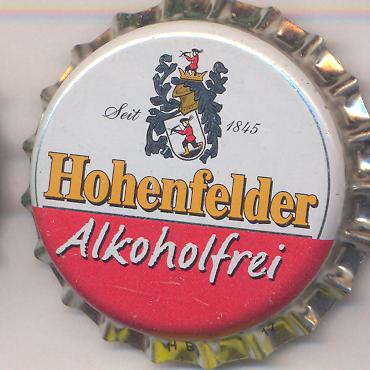 Seit 1845
Hohenfelder
Alkoholfrei